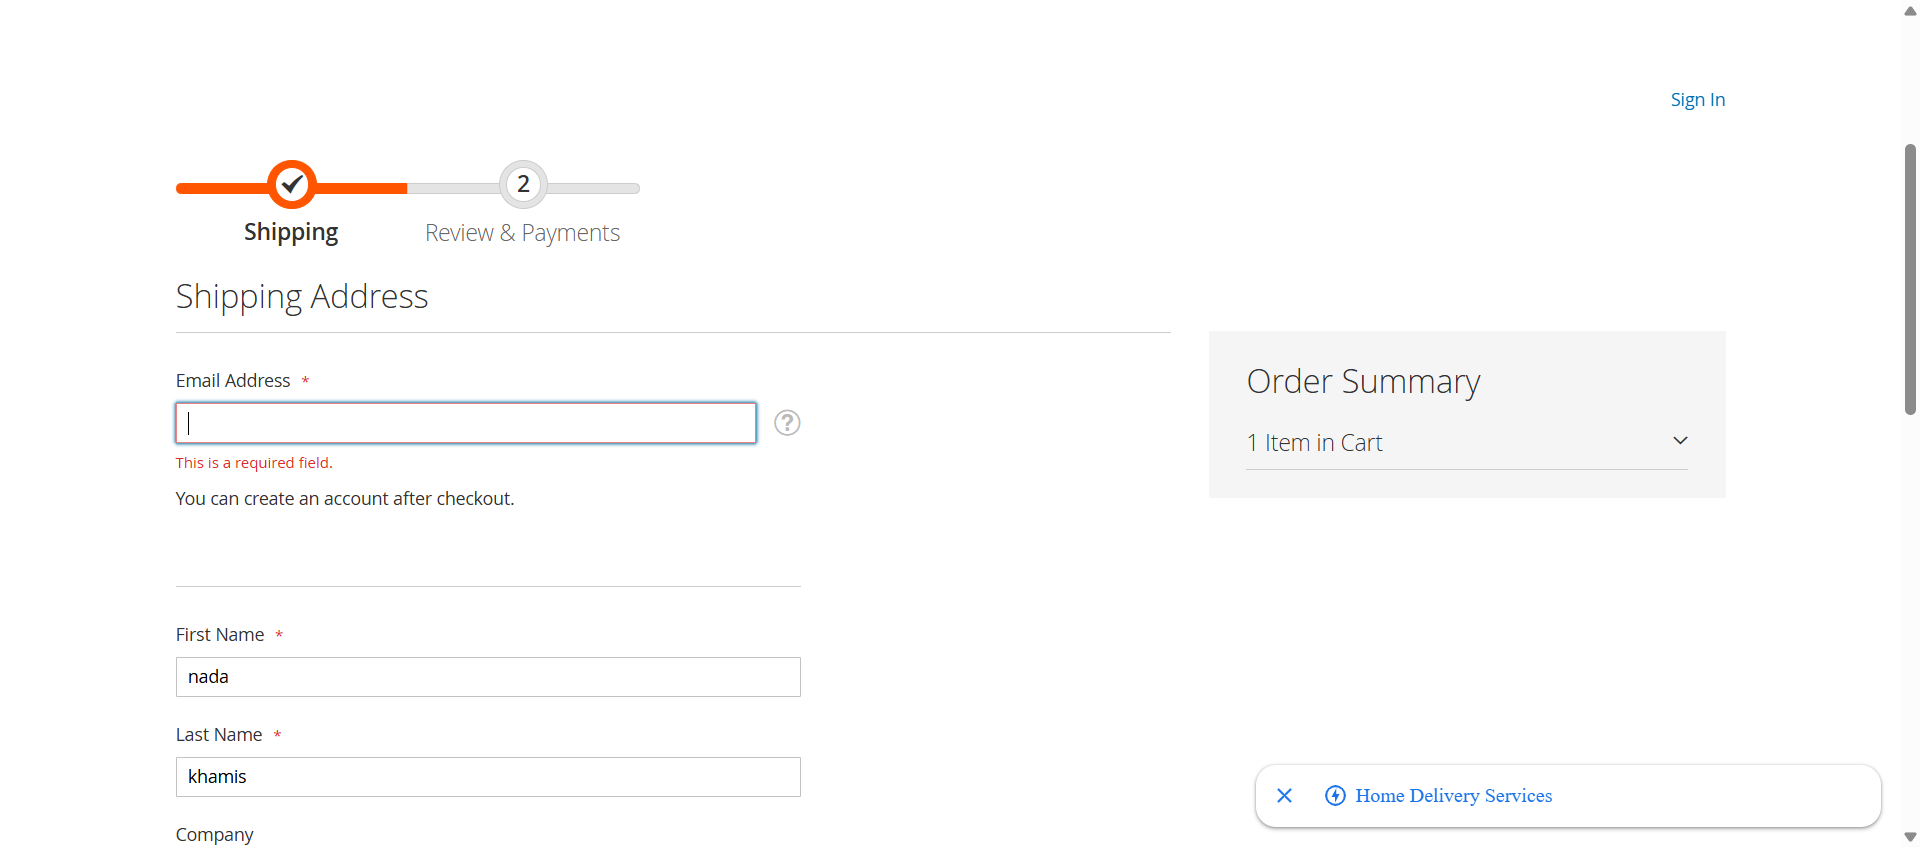 Sign In
2
Shipping
Review & Payments
Shipping Address
Email Address *
?
This is a required field.
You can create an account after checkout.
First Name *
nada
Last Name *
khamis
Company
Order Summary
1 Item in Cart
Home Delivery Services